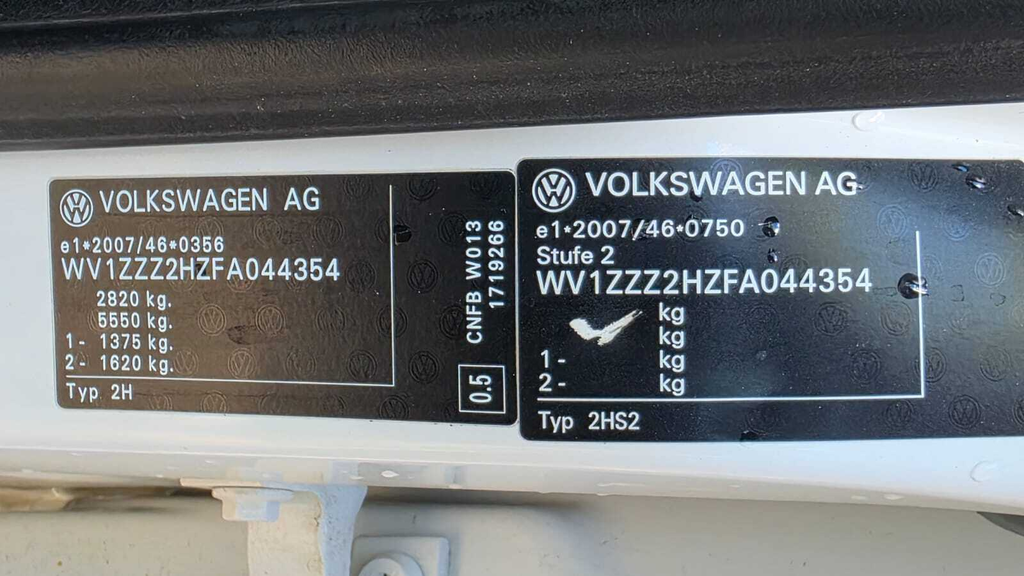 VOLKSWAGEN AG
e1*2007/46*0356
WV1ZZZ2HZFA044354
2820 kg.
5550 kg.
1- 1375 kg.
2- 1620 kg.
Typ 2H
CNFB W013
1719266
0.5
VOLKSWAGEN AG
e1*2007/46*0750
Stufe 2
WV1ZZZ2HZFA044354
kg
kg
1- kg
2- kg
Typ 2HS2